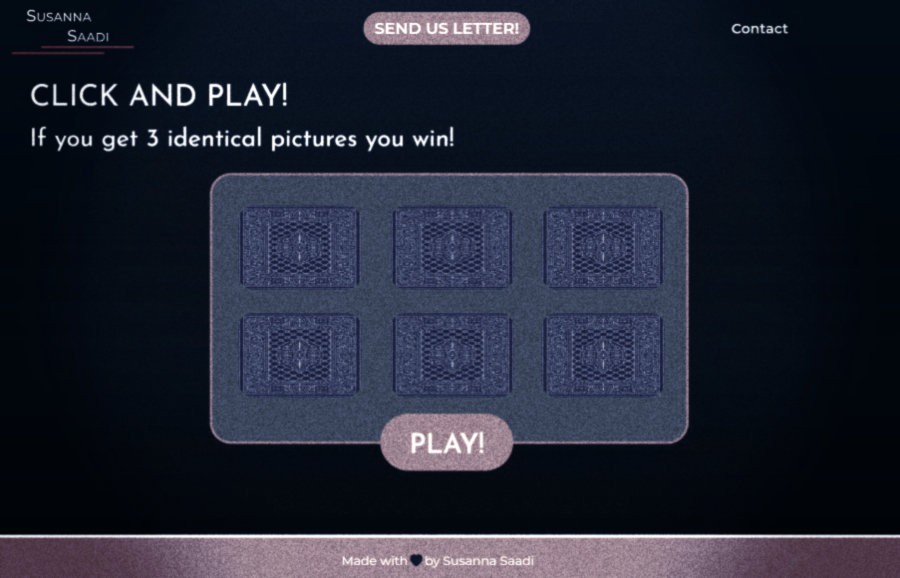 SUSANNA
SAADI
SEND US LETTER!
Contact
CLICK AND PLAY!
If you get 3 identical pictures you win!
PLAY!
Made with by Susanna Saadi